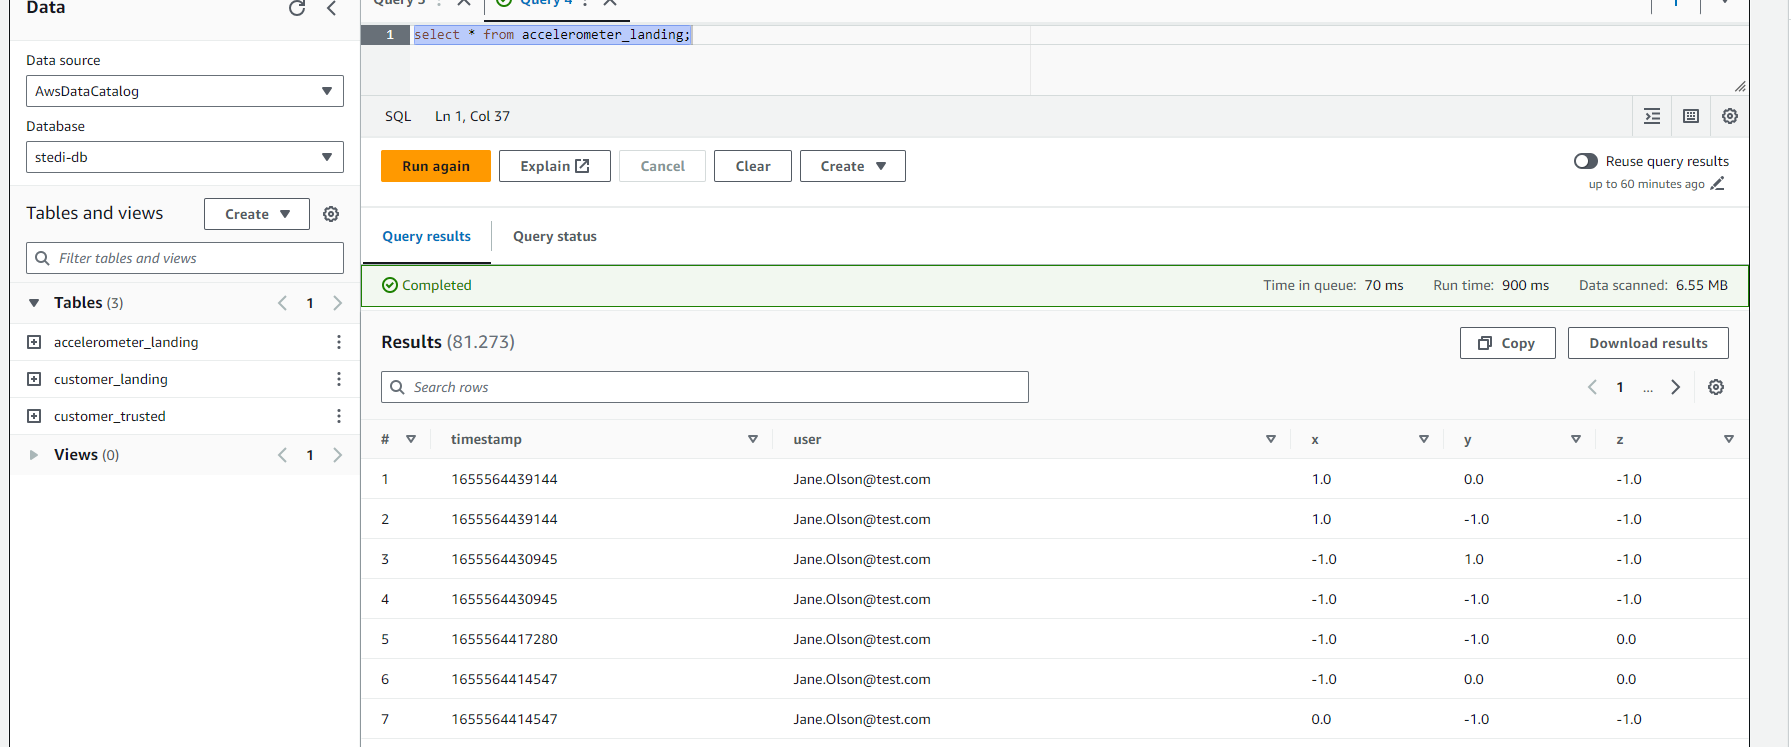 Data
Data source
AwsDataCatalog
Database
stedi-db
Tables and views
Create
Filter tables and views
Tables (3)
1
accelerometer_landing
customer_landing
customer_trusted
Views (0)
1
Query 4
1 select * from accelerometer_landing;
SQL Ln 1, Col 37
Run again Explain Cancel Clear Create
Reuse query results
up to 60 minutes ago
Query results Query status
Completed Time in queue: 70 ms Run time: 900 ms Data scanned: 6.55 MB
Results (81.273) Copy Download results
Search rows 1 ...
# timestamp user x y z
1 1655564439144 Jane.Olson@test.com 1.0 0.0 -1.0
2 1655564439144 Jane.Olson@test.com 1.0 -1.0 -1.0
3 1655564430945 Jane.Olson@test.com -1.0 1.0 -1.0
4 1655564430945 Jane.Olson@test.com -1.0 -1.0 -1.0
5 1655564417280 Jane.Olson@test.com -1.0 -1.0 0.0
6 1655564414547 Jane.Olson@test.com -1.0 0.0 0.0
7 1655564414547 Jane.Olson@test.com 0.0 -1.0 -1.0